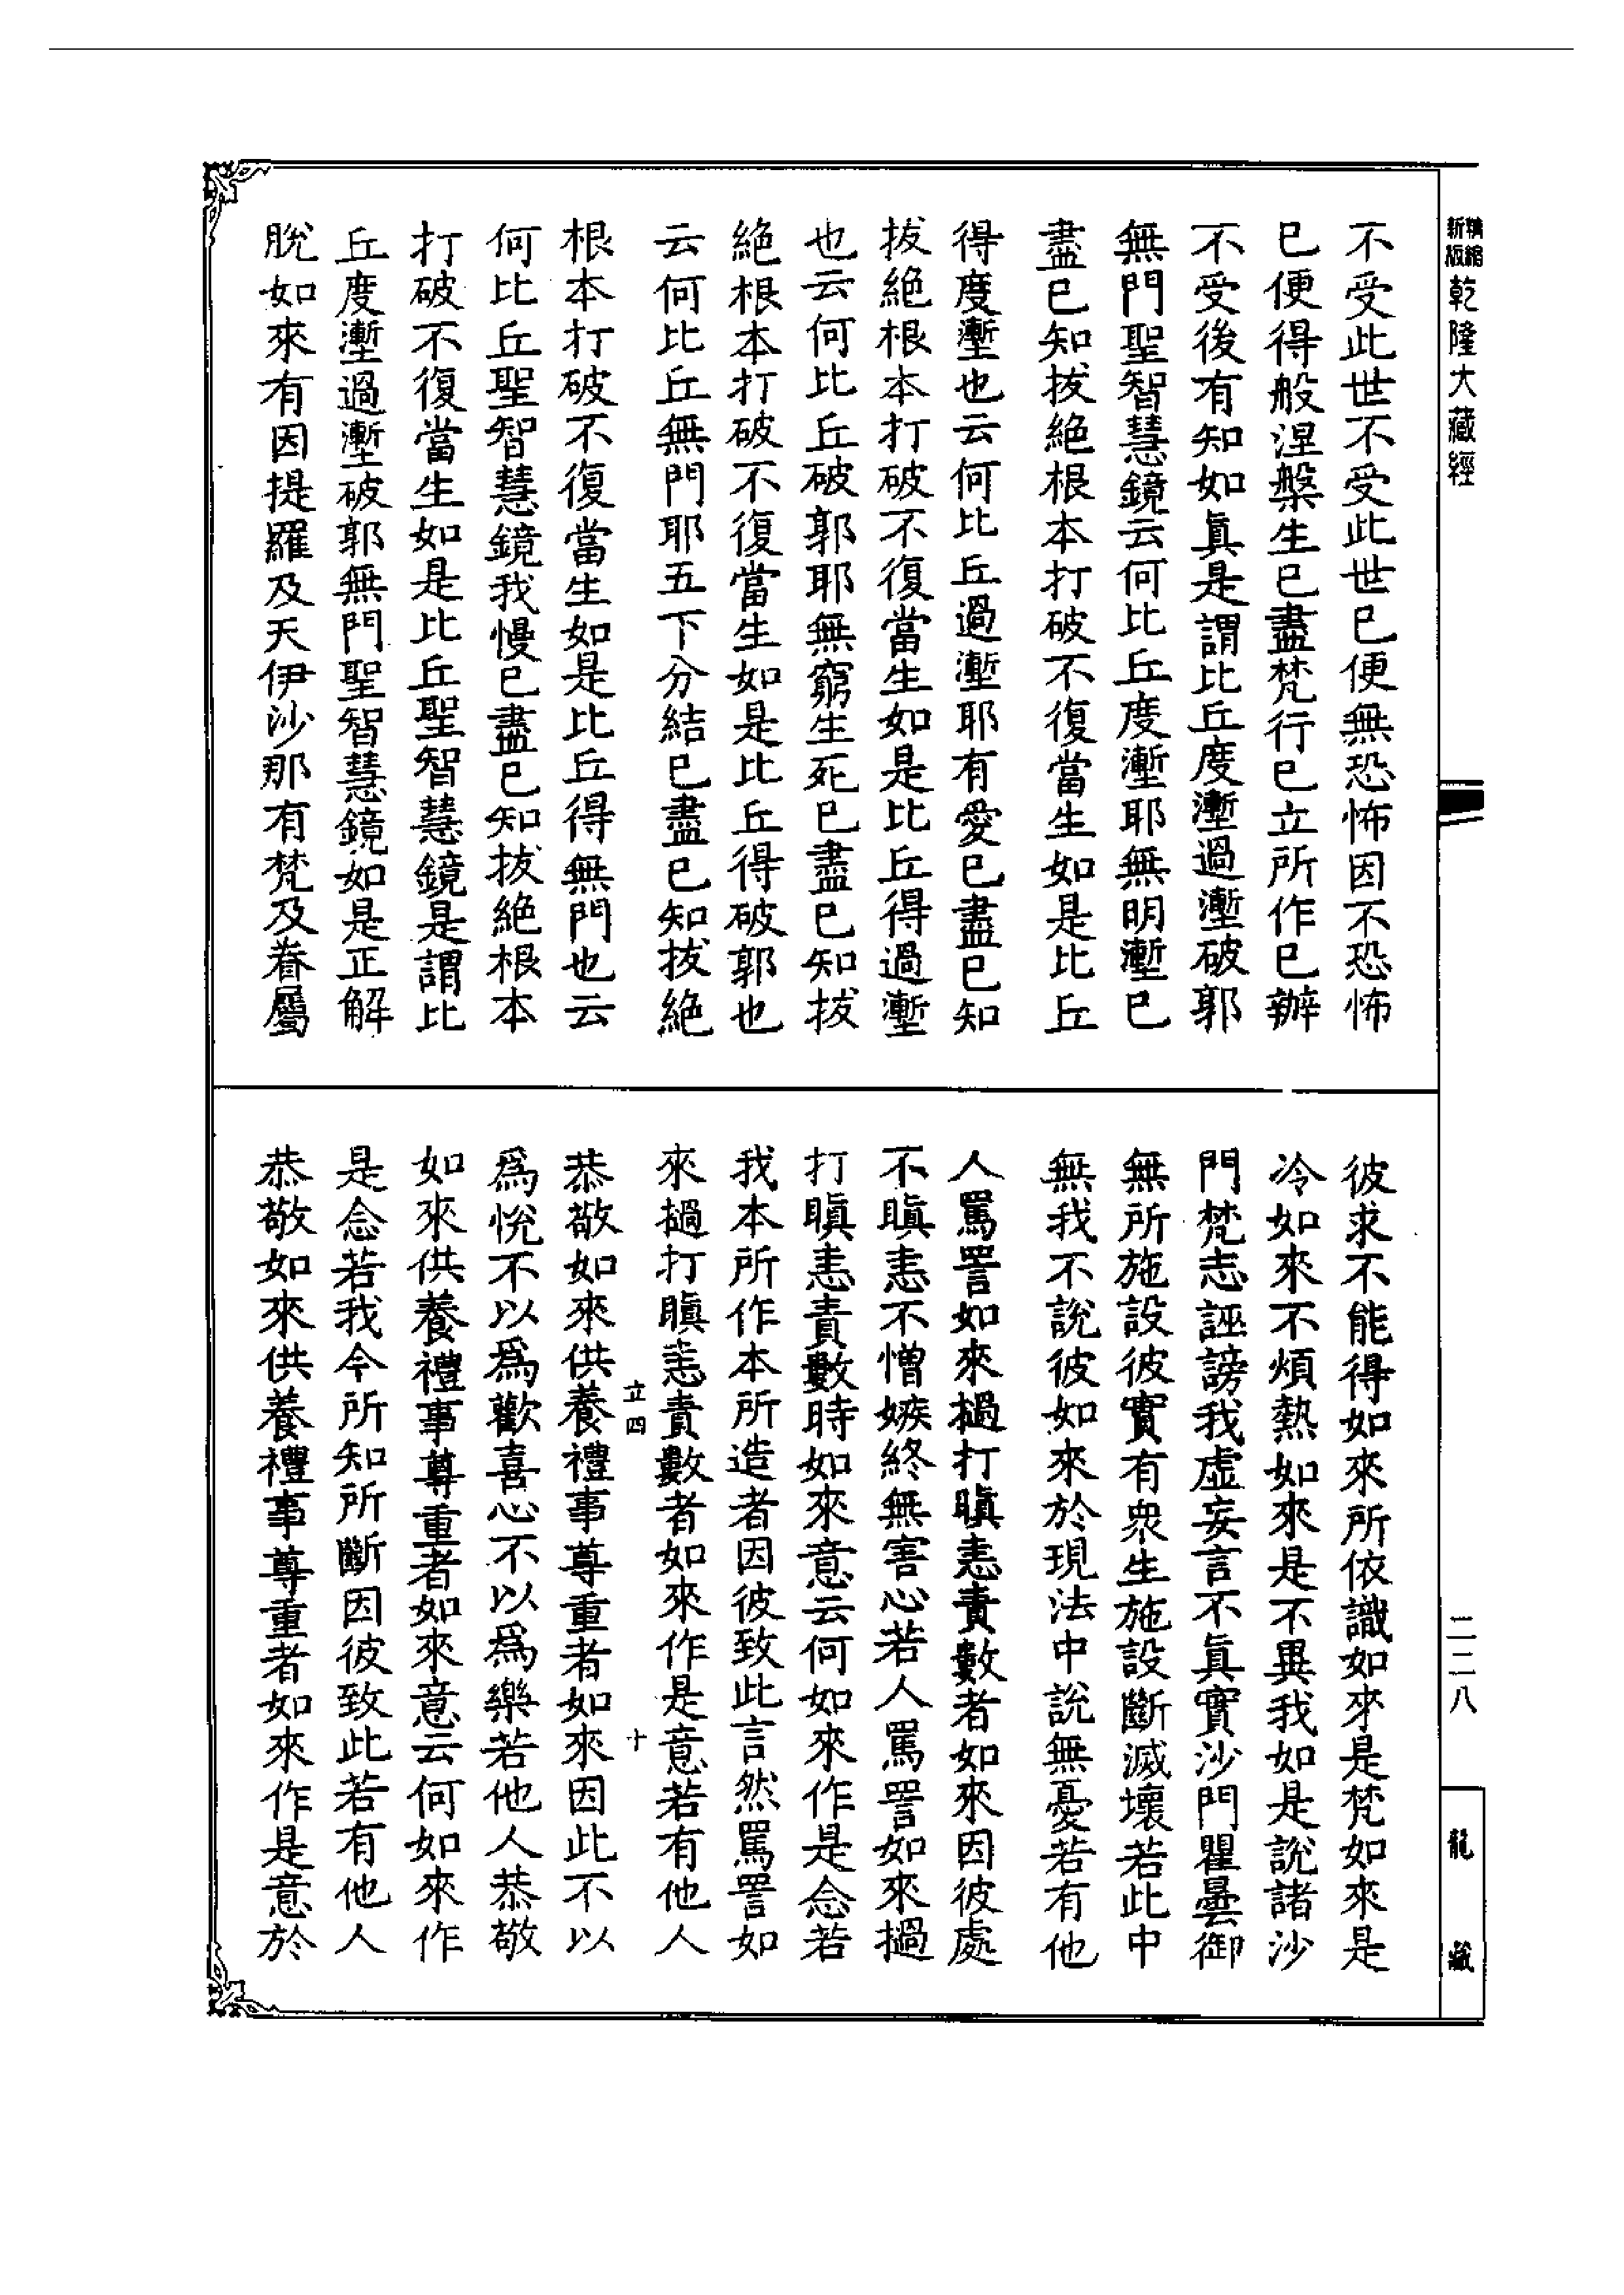 精縮新版乾隆大藏經
不受此世不受此世已便無恐怖因不恐怖
已便得般涅槃生已盡梵行已立所作已辦
不受後有知如真是謂比丘度壍過壍破郭
無門聖智慧鏡云何比丘度壍耶無明壍已
盡已知拔絶根本打破不復當生如是比丘
得度壍也云何比丘過壍耶有愛已盡已知
拔絶根本打破不復當生如是比丘得過壍
也云何比丘破郭耶無窮生死已盡已知拔
絶根本打破不復當生如是比丘得破郭也
云何比丘無門耶五下分結已盡已知拔絶
根本打破不復當生如是比丘得無門也云
何比丘聖智慧鏡我慢已盡已知拔絶根本
打破不復當生如是比丘聖智慧鏡是謂比
丘度壍過壍破郭無門聖智慧鏡如是正解
脫如來有因提羅及天伊沙那有梵及眷屬
彼求不能得如來所依識如來是梵如來是
冷如來不煩熱如來是不異我如是說諸沙
門梵志誣謗我虛妄言不真實沙門瞿曇御
無所施設彼實有衆生施設斷滅壞若此中
無我不說彼如來於現法中說無憂若有他
人罵詈如來撾打瞋恚責數者如來因彼處
不瞋恚不憎嫉終無害心若人罵詈如來撾
打瞋恚責數時如來意云何如來作是念若
我本所作本所造者因彼致此言然罵詈如
來撾打瞋恚責數者如來作是意若有他人
立四
十
恭敬如來供養禮事尊重者如來因此不以
爲悅不以爲歡喜心不以爲樂若他人恭敬
如來供養禮事尊重者如來意云何如來作
是念若我今所知所斷因彼致此若有他人
恭敬如來供養禮事尊重者如來作是意於
二二八
龍藏